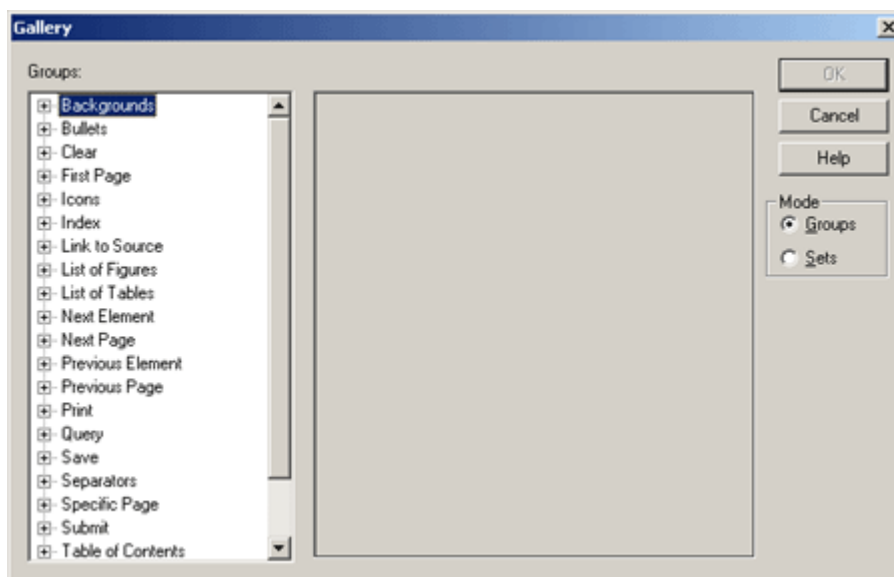 Gallery
Groups:
Backgrounds
Bullets
Clear
First Page
Icons
Index
Link to Source
List of Figures
List of Tables
Next Element
Next Page
Previous Element
Previous Page
Print
Query
Save
Separators
Specific Page
Submit
Table of Contents
OK
Cancel
Help
Mode
Groups
Sets